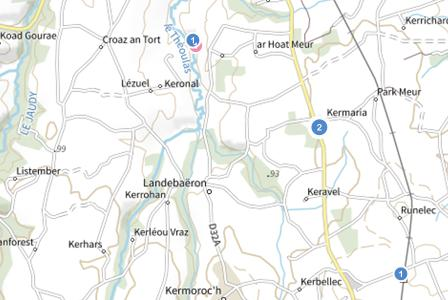 Kerrichard
Koad Gourae
Croaz an Tort
le Théoulas
1
ar Hoat Meur
Lézuel
Keronal
Park Meur
Kermaria
LE JAUDY
2
99
Listember
93
Landebaëron
Kerrohan
Keravel
Runelec
D32A
Kerléou Vraz
anforest
Kerhars
1
Kerbellec
Kermoroc'h